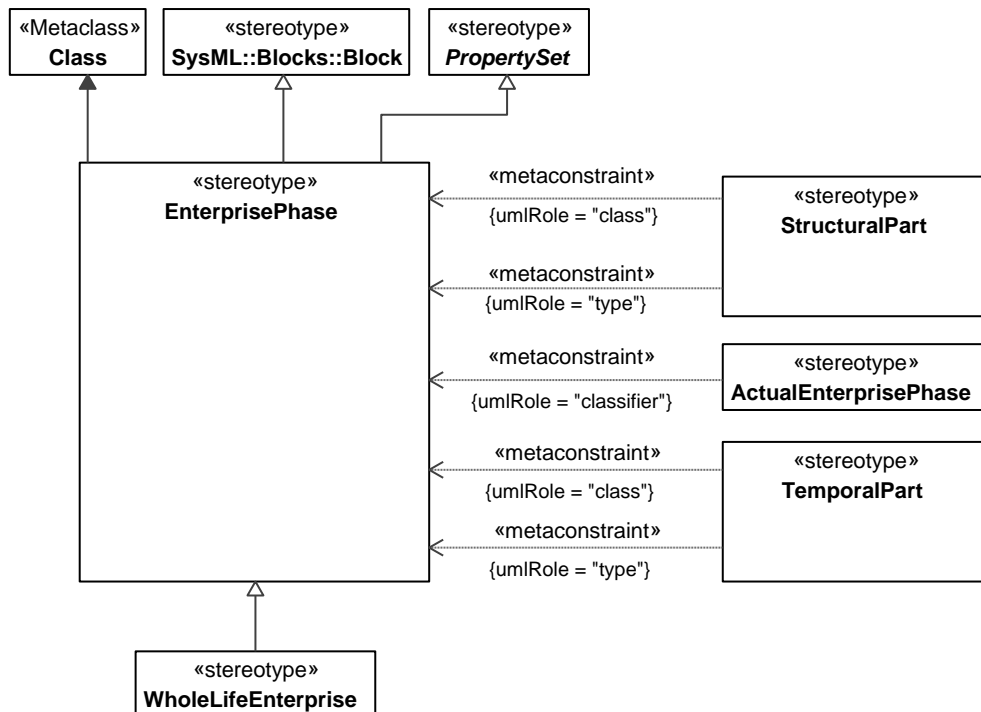 «Metaclass»
Class
«stereotype»
SysML::Blocks::Block
«stereotype»
PropertySet
«stereotype»
EnterprisePhase
«metaconstraint»
{umlRole = "class"}
«metaconstraint»
{umlRole = "type"}
«stereotype»
StructuralPart
«metaconstraint»
{umlRole = "classifier"}
«stereotype»
ActualEnterprisePhase
«metaconstraint»
{umlRole = "class"}
«metaconstraint»
{umlRole = "type"}
«stereotype»
TemporalPart
«stereotype»
WholeLifeEnterprise